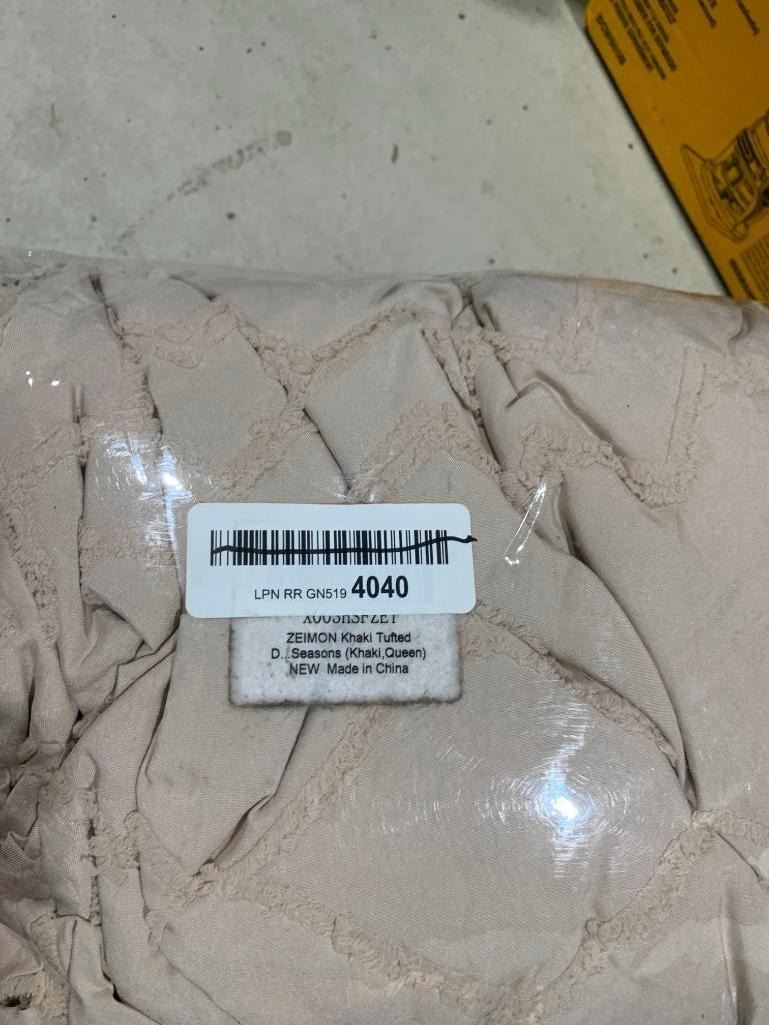 LPN RR GN519 4040
ZEIMON Khaki Tufted
D...Seasons (Khaki,Queen)
NEW Made in China